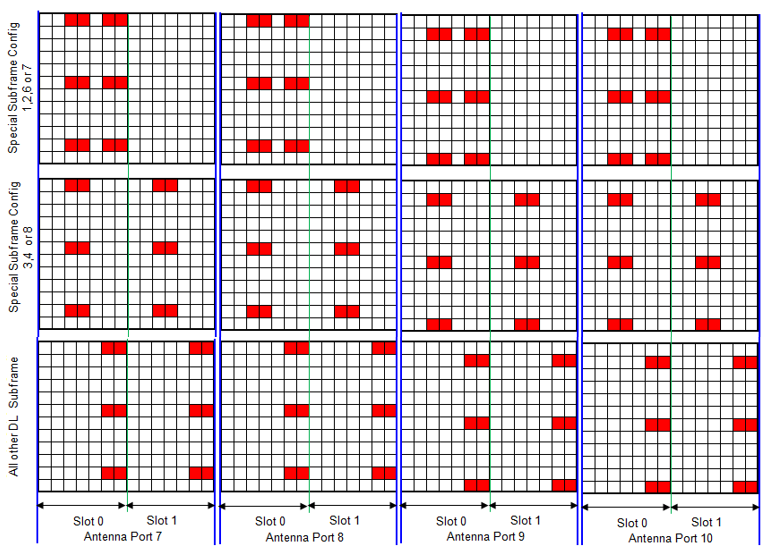 Special Subframe Config
1,2,6 or 7
Special Subframe Config
3,4 or 8
All other DL Subframe
Slot 0 Slot 1 Slot 0 Slot 1 Slot 0 Slot 1 Slot 0 Slot 1
Antenna Port 7 Antenna Port 8 Antenna Port 9 Antenna Port 10